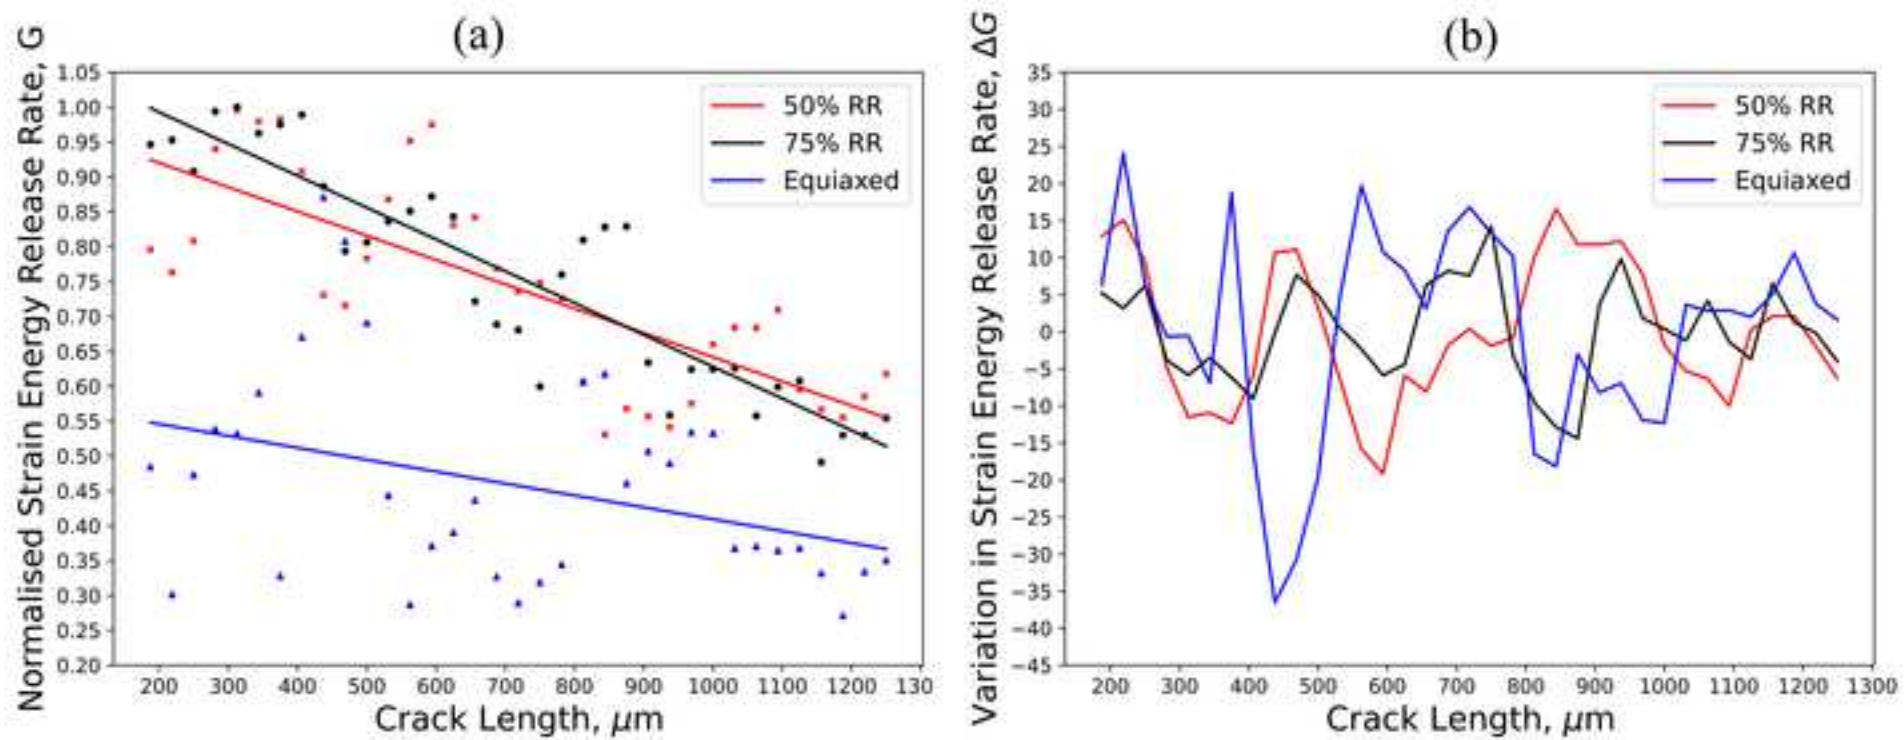 (a)
Normalised Strain Energy Release Rate, G
1.05
1.00
0.95
0.90
0.85
0.80
0.75
0.70
0.65
0.60
0.55
0.50
0.45
0.40
0.35
0.30
0.25
0.20
50% RR
75% RR
Equiaxed
200 300 400 500 600 700 800 900 1000 1100 1200 130
Crack Length, μm
(b)
Variation in Strain Energy Release Rate, ΔG
35
30
25
20
15
10
5
0
−5
−10
−15
−20
−25
−30
−35
−40
−45
50% RR
75% RR
Equiaxed
200 300 400 500 600 700 800 900 1000 1100 1200 1300
Crack Length, μm